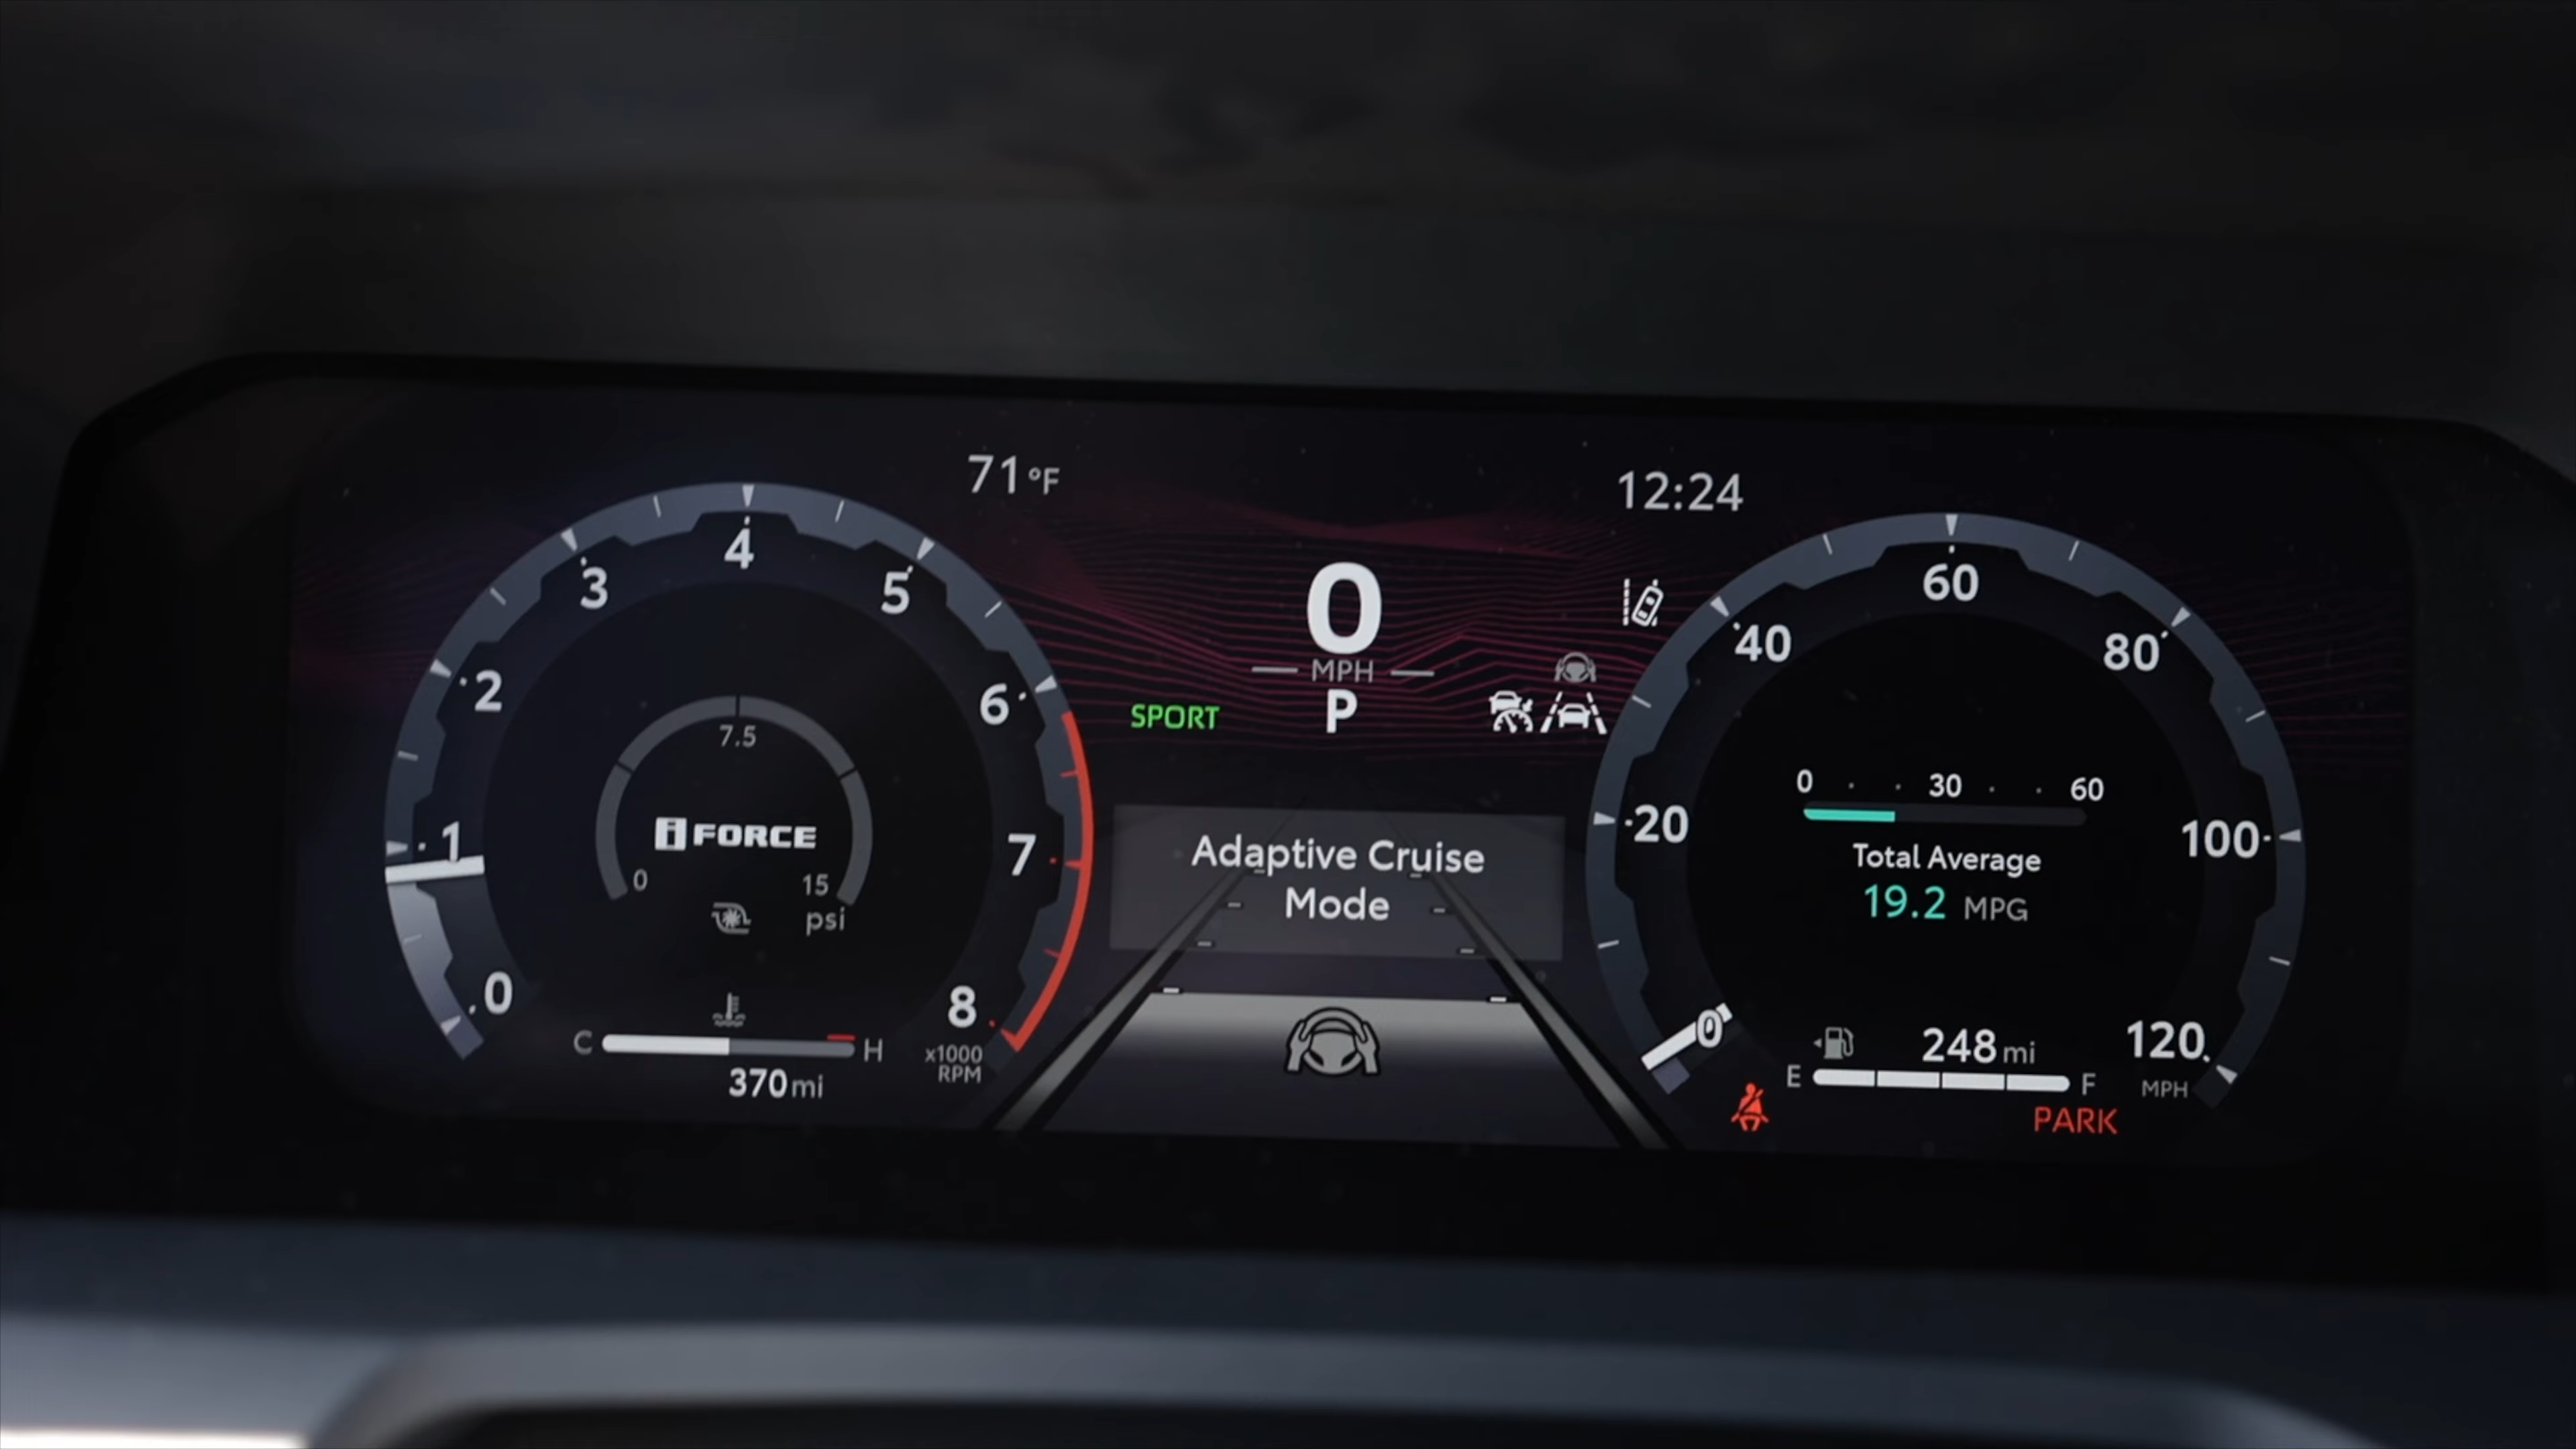 71°F
12:24
4
3
5
2
6
1
7
0
8
x1000
RPM
7.5
i FORCE
0
15
psi
C
H
370 mi
0
MPH
SPORT
P
Adaptive Cruise
Mode
60
40
80
20
100
0
120
MPH
0 30 60
Total Average
19.2 MPG
248 mi
E
F
PARK